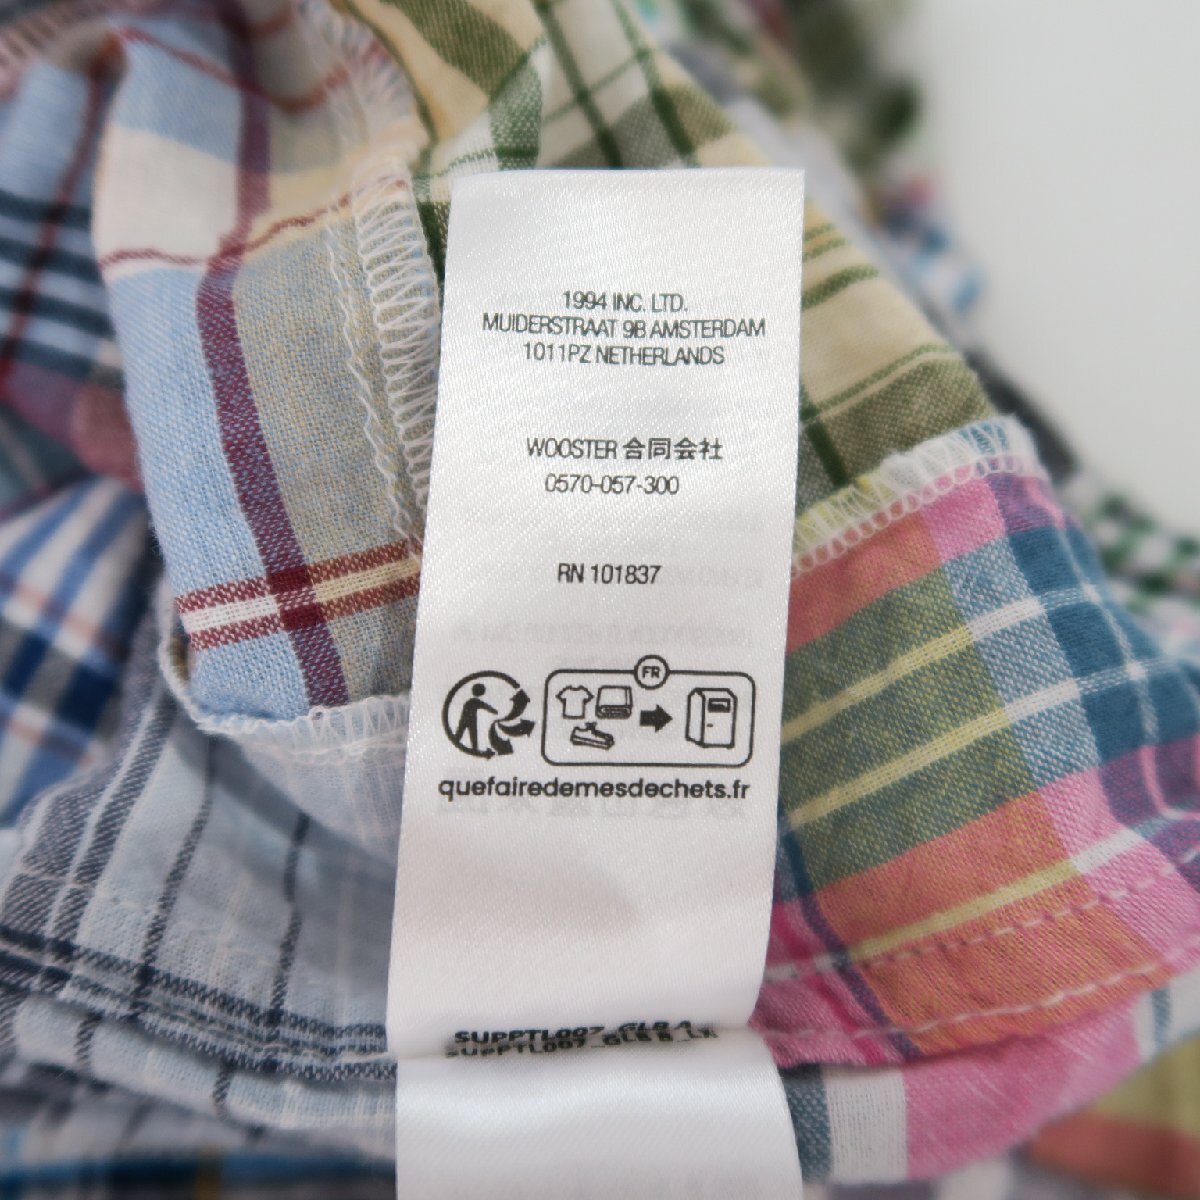 1994 INC. LTD.
MUIDERSTRAAT 9B AMSTERDAM
1011PZ NETHERLANDS
WOOSTER 合同会社
0570-057-300
RN 101837
FR
quefairedemesdechets.fr